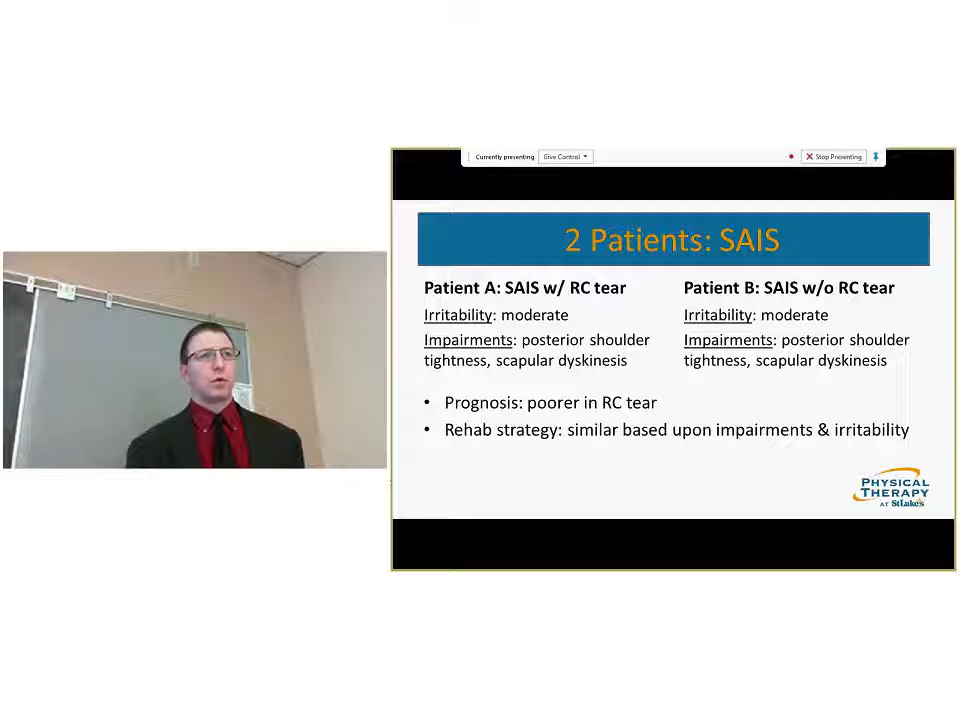 Currently presenting Give Control Stop Presenting
2 Patients: SAIS
Patient A: SAIS w/ RC tear
Irritability: moderate
Impairments: posterior shoulder
tightness, scapular dyskinesis
Patient B: SAIS w/o RC tear
Irritability: moderate
Impairments: posterior shoulder
tightness, scapular dyskinesis
• Prognosis: poorer in RC tear
• Rehab strategy: similar based upon impairments & irritability
PHYSICAL
THERAPY
AT StLuke's